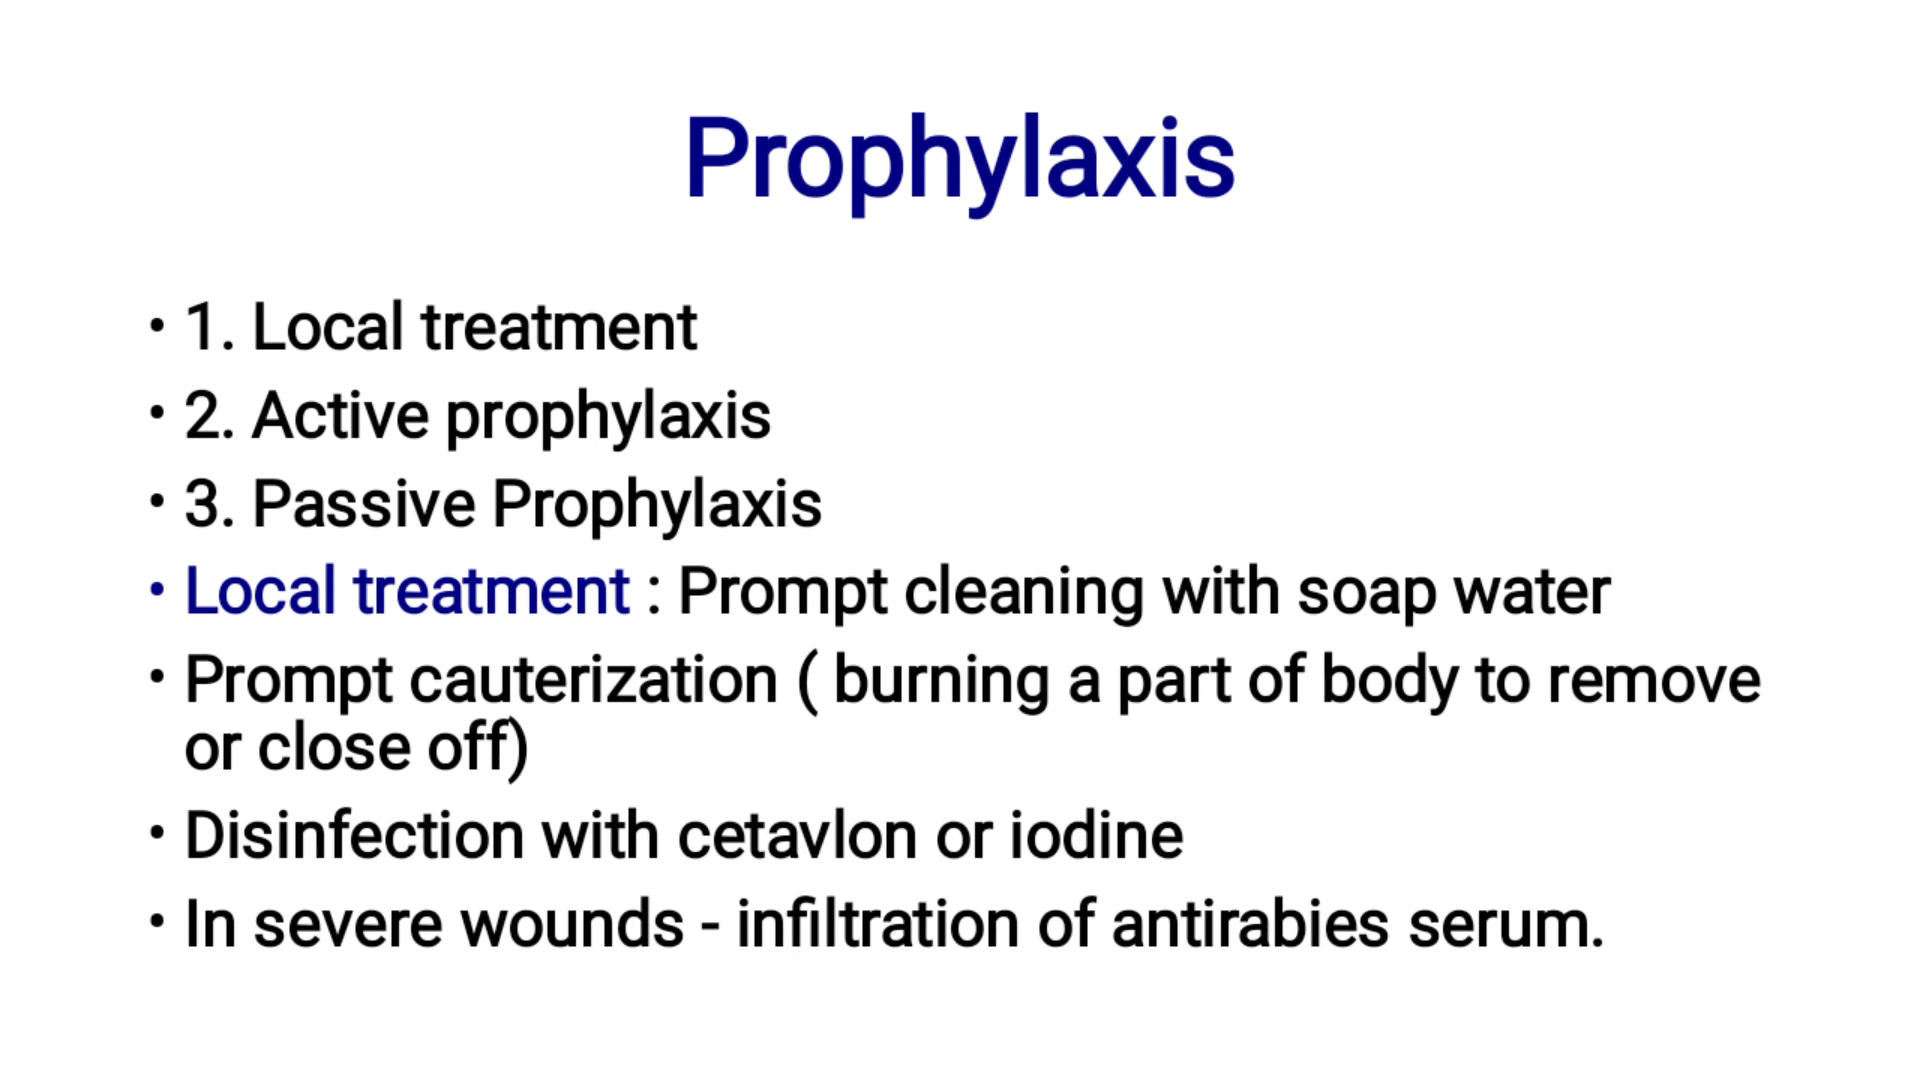 Prophylaxis
• 1. Local treatment
• 2. Active prophylaxis
• 3. Passive Prophylaxis
• Local treatment : Prompt cleaning with soap water
• Prompt cauterization ( burning a part of body to remove
or close off)
• Disinfection with cetavlon or iodine
• In severe wounds - infiltration of antirabies serum.